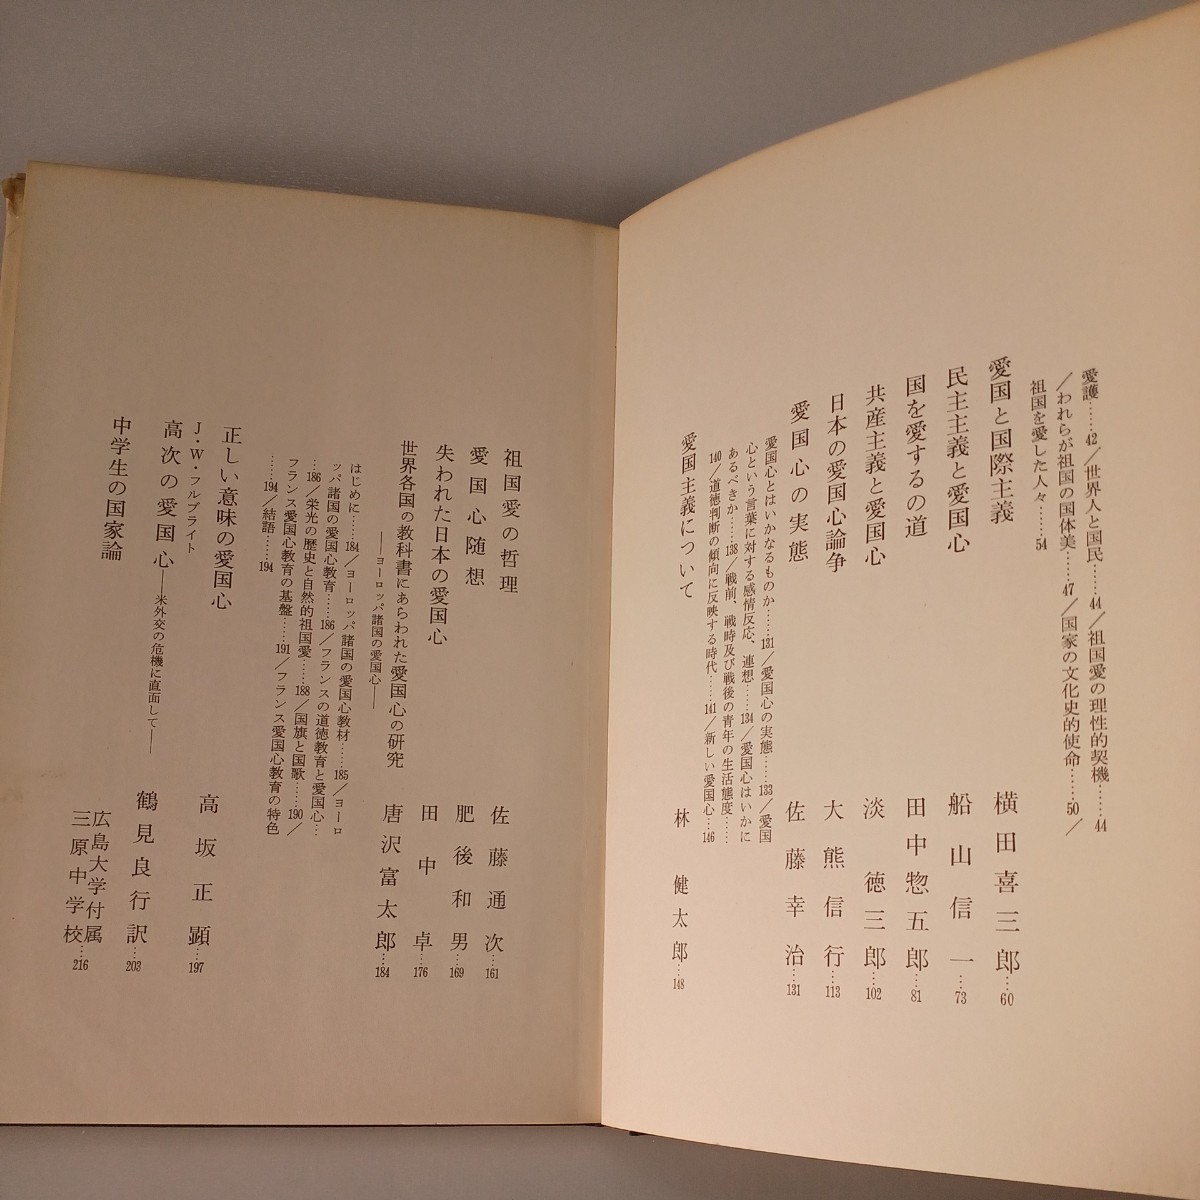 愛護……42／世界人と国民……44／祖国愛の理性的契機……44
／われらが祖国の国体美……47／国家の文化史的使命……50／
祖国を愛した人々……54
愛国と国際主義 横田喜三郎…60
民主主義と愛国心 船山信一…73
国を愛するの道 田中惣五郎…81
共産主義と愛国心 淡徳三郎…102
日本の愛国心論争 大熊信行…113
愛国心の実態 佐藤幸治…131
愛国心とはいかなるものか……131／愛国心の実態……133／愛国
心という言葉に対する感情反応、連想……134／愛国心はいかに
あるべきか……138／戦前、戦時及び戦後の青年の生活態度……
140／道徳判断の傾向に反映する時代……141／新しい愛国心…146
愛国主義について 林健太郎…148
祖国愛の哲理 佐藤通次…161
愛国心随想 肥後和男…169
失われた日本の愛国心 田中卓…176
世界各国の教科書にあらわれた愛国心の研究 唐沢富太郎…184
――ヨーロッパ諸国の愛国心――
はじめに……184／ヨーロッパ諸国の愛国心教材……185／ヨーロ
ッパ諸国の愛国心教育……186／フランスの道徳教育と愛国心…
…186／栄光の歴史と自然的祖国愛……188／国旗と国歌……190／
フランス愛国心教育の基盤……191／フランス愛国心教育の特色
……194／結語……194
正しい意味の愛国心 高坂正顕…197
J・W・フルブライト
高次の愛国心――米外交の危機に直面して―― 鶴見良行訳…203
中学生の国家論 広島大学付属
三原中学校…216